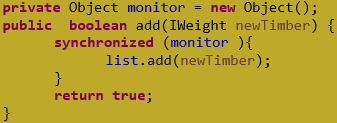 private Object monitor = new Object();
public  boolean add(IWeight newTimber) {
      synchronized (monitor ){
            list.add(newTimber);
      }
      return true;
}